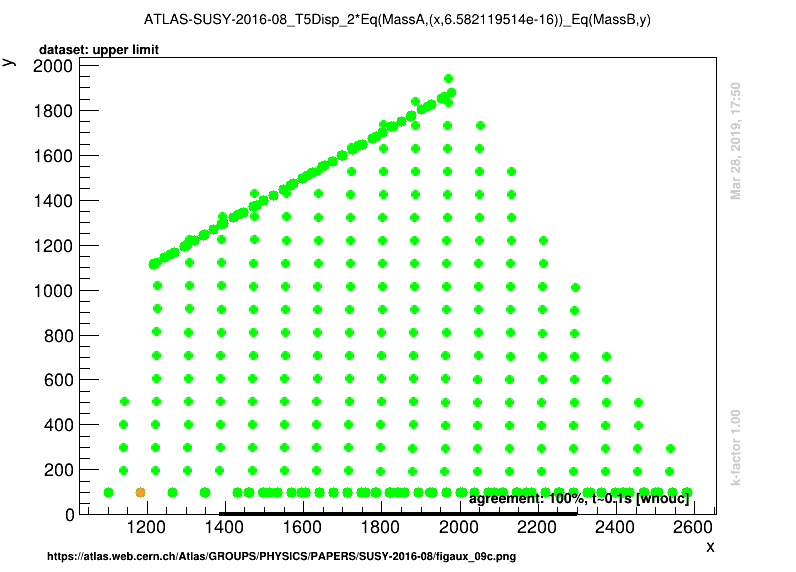 ATLAS-SUSY-2016-08_T5Disp_2*Eq(MassA,(x,6.582119514e-16))_Eq(MassB,y)
dataset: upper limit
y
2000
1800
1600
1400
1200
1000
800
600
400
200
0
1200 1400 1600 1800 2000 2200 2400 2600
x
agreement: 100%, t~0.1s [wnouc]
Mar 28, 2019, 17:50
k-factor 1.00
https://atlas.web.cern.ch/Atlas/GROUPS/PHYSICS/PAPERS/SUSY-2016-08/figaux_09c.png